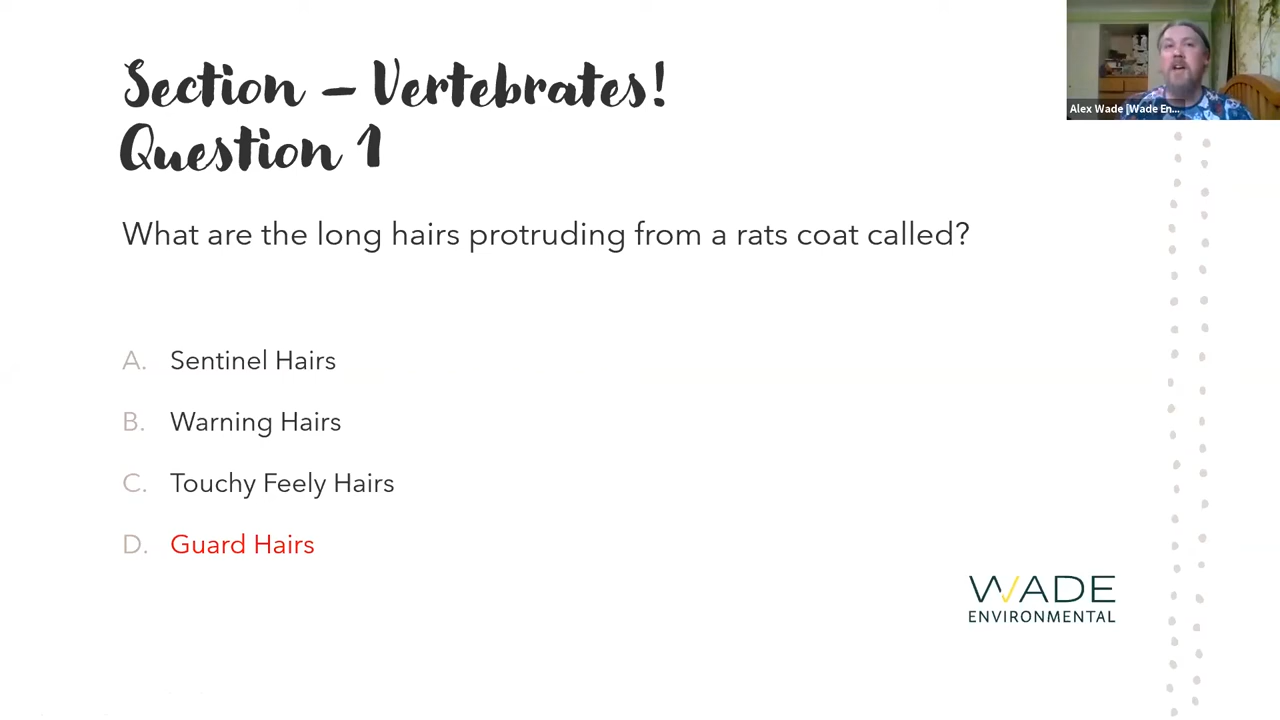 Section – Vertebrates!
Question 1
What are the long hairs protruding from a rats coat called?
A. Sentinel Hairs
B. Warning Hairs
C. Touchy Feely Hairs
D. Guard Hairs
WADE
ENVIRONMENTAL
Alex Wade [Wade En...